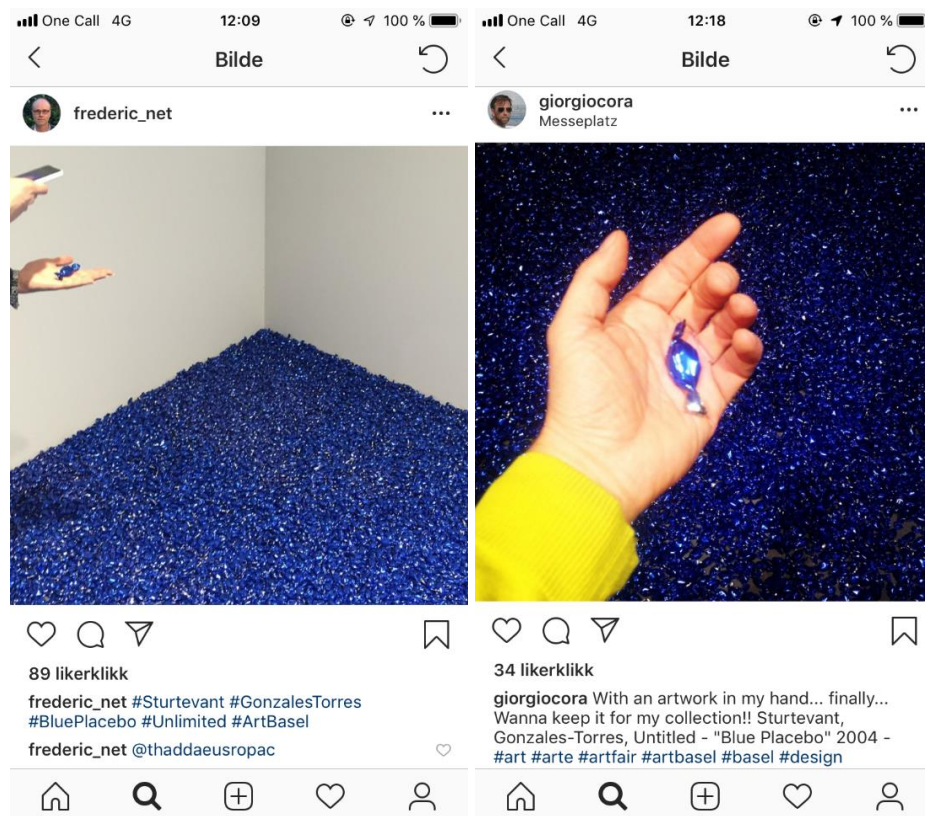 One Call 4G 12:09 100 %
Bilde
frederic_net
89 likerklikk
frederic_net #Sturtevant #GonzalesTorres
#BluePlacebo #Unlimited #ArtBasel
frederic_net @thaddaeusropac
One Call 4G 12:18 100 %
Bilde
giorgiocora
Messeplatz
34 likerklikk
giorgiocora With an artwork in my hand... finally...
Wanna keep it for my collection!! Sturtevant,
Gonzales-Torres, Untitled - "Blue Placebo" 2004 -
#art #arte #artfair #artbasel #basel #design